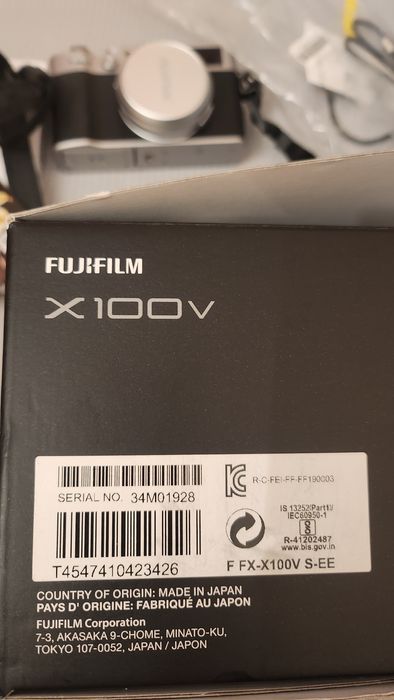 FUJIFILM
X100V
SERIAL NO. 34M01928
R-C-FEI-FF-FF190003
IS 13252(Part1)/
IEC60950-1
R-41202487
www.bis.gov.in
T4547410423426
F FX-X100V S-EE
COUNTRY OF ORIGIN: MADE IN JAPAN
PAYS D' ORIGINE: FABRIQUÉ AU JAPON
FUJIFILM Corporation
7-3, AKASAKA 9-CHOME, MINATO-KU,
TOKYO 107-0052, JAPAN / JAPON